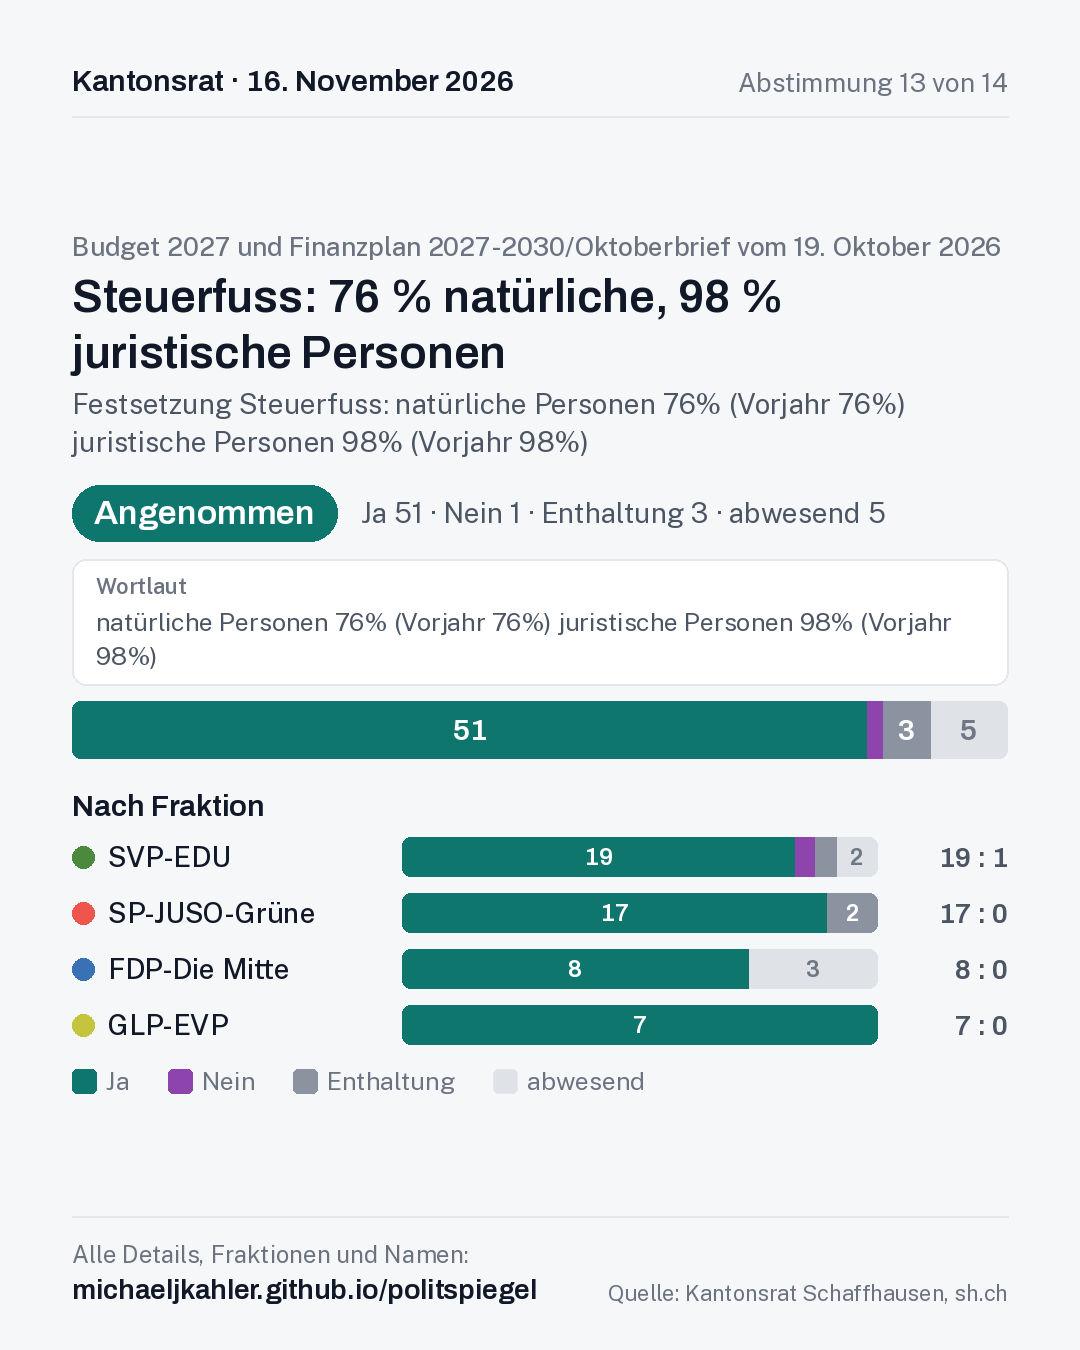 Kantonsrat · 16. November 2026
Abstimmung 13 von 14
Budget 2027 und Finanzplan 2027-2030/Oktoberbrief vom 19. Oktober 2026
Steuerfuss: 76 % natürliche, 98 %
juristische Personen
Festsetzung Steuerfuss: natürliche Personen 76% (Vorjahr 76%)
juristische Personen 98% (Vorjahr 98%)
Angenommen
Ja 51 · Nein 1 · Enthaltung 3 · abwesend 5
Wortlaut
natürliche Personen 76% (Vorjahr 76%) juristische Personen 98% (Vorjahr
98%)
51 3 5
Nach Fraktion
SVP-EDU 19 2 19 : 1
SP-JUSO-Grüne 17 2 17 : 0
FDP-Die Mitte 8 3 8 : 0
GLP-EVP 7 7 : 0
Ja Nein Enthaltung abwesend
Alle Details, Fraktionen und Namen:
michaeljkahler.github.io/politspiegel
Quelle: Kantonsrat Schaffhausen, sh.ch